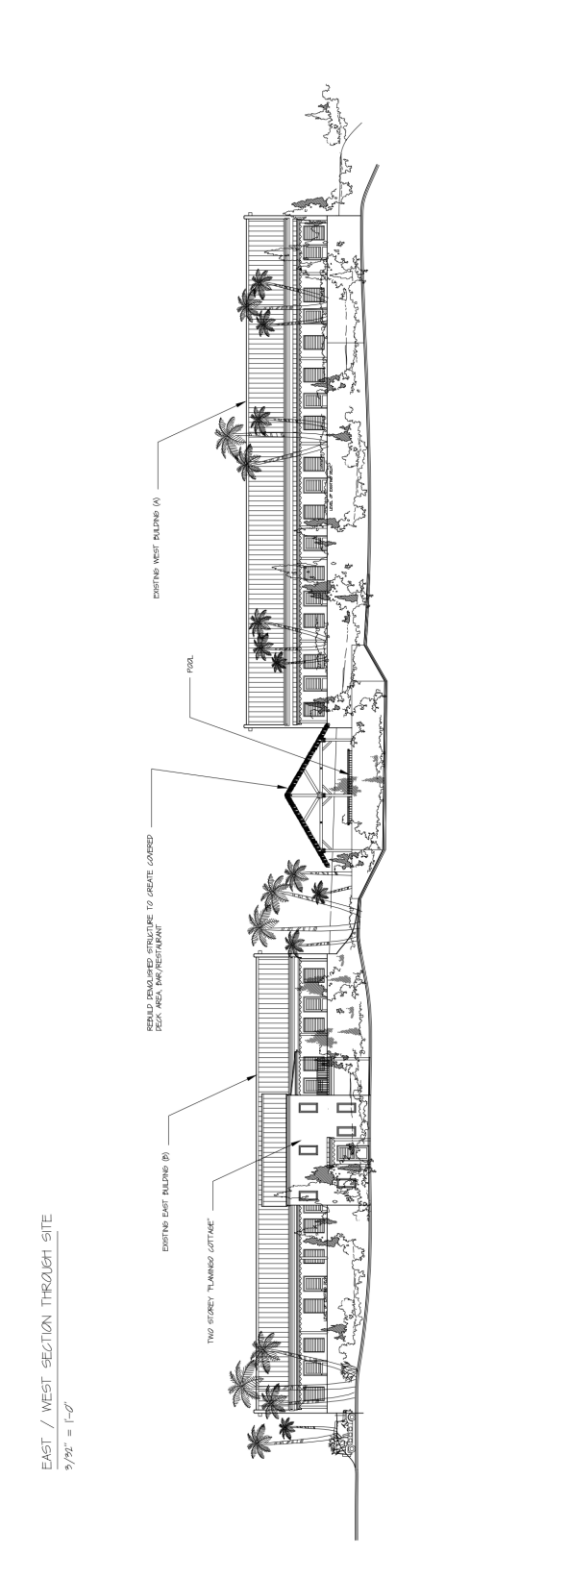 EAST / WEST SECTION THROUGH SITE
3/32" = 1'-0"
EXISTING WEST BUILDING (A)
POOL
REBUILD DEMOLISHED STRUCTURE TO CREATE COVERED
DECK AREA, BAR/RESTAURANT
EXISTING EAST BUILDING (B)
TWO STOREY "FLAMINGO COTTAGE"